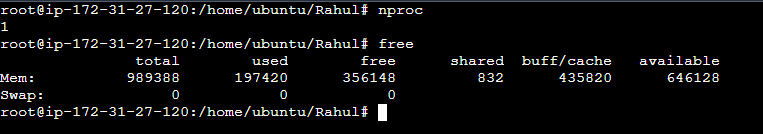 root@ip-172-31-27-120:/home/ubuntu/Rahul# nproc
1
root@ip-172-31-27-120:/home/ubuntu/Rahul# free
              total        used        free      shared  buff/cache   available
Mem:         989388      197420      356148         832      435820      646128
Swap:             0           0           0
root@ip-172-31-27-120:/home/ubuntu/Rahul#